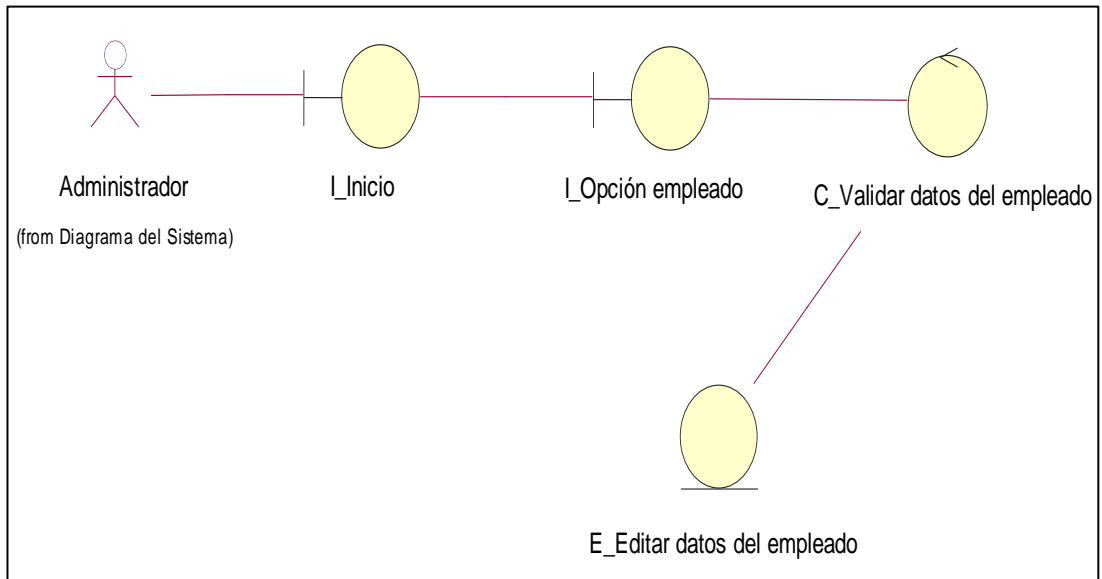 Administrador
(from Diagrama del Sistema)
I_Inicio
I_Opción empleado
C_Validar datos del empleado
E_Editar datos del empleado